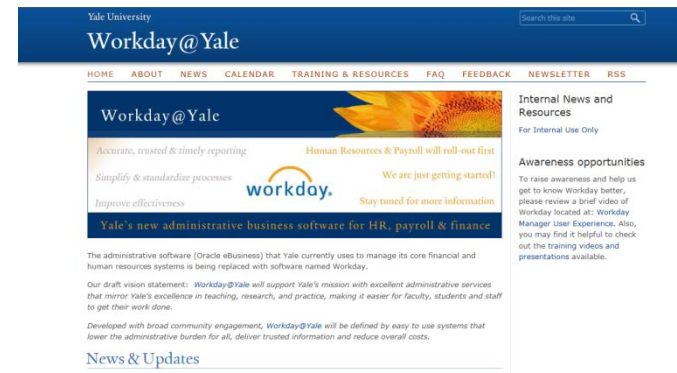 Yale University
Search this site
Workday@Yale
HOME ABOUT NEWS CALENDAR TRAINING & RESOURCES FAQ FEEDBACK NEWSLETTER RSS
Workday@Yale
Accurate, trusted & timely reporting
Human Resources & Payroll will roll-out first
Simplify & standardize processes
workday.
We are just getting started!
Improve effectiveness
Stay tuned for more information
Yale's new administrative business software for HR, payroll & finance
The administrative software (Oracle eBusiness) that Yale currently uses to manage its core financial and
human resources systems is being replaced with software named Workday.
Our draft vision statement: Workday@Yale will support Yale's mission with excellent administrative services
that mirror Yale's excellence in teaching, research, and practice, making it easier for faculty, students and staff
to get their work done.
Developed with broad community engagement, Workday@Yale will be defined by easy to use systems that
lower the administrative burden for all, deliver trusted information and reduce overall costs.
News & Updates
Internal News and
Resources
For Internal Use Only
Awareness opportunities
To raise awareness and help us
get to know Workday better,
please review a brief video of
Workday located at: Workday
Manager User Experience. Also,
you may find it helpful to check
out the training videos and
presentations available.